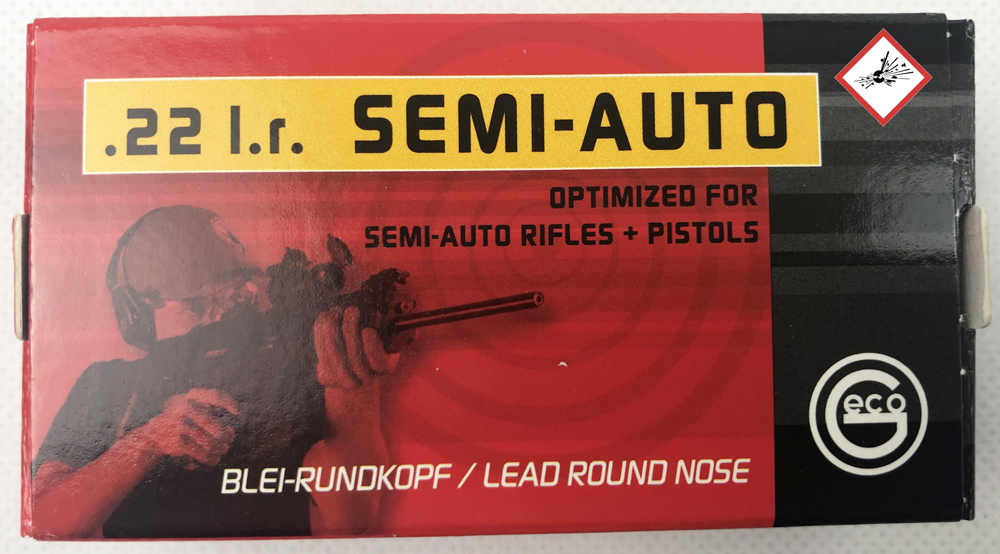 .22 l.r. SEMI-AUTO
OPTIMIZED FOR
SEMI-AUTO RIFLES + PISTOLS
Geco
BLEI-RUNDKOPF / LEAD ROUND NOSE